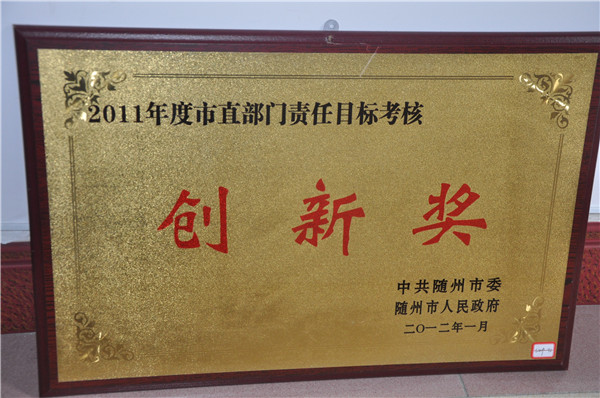 2011年度市直部门责任目标考核
创新奖
中共随州市委
随州市人民政府
二〇一二年一月